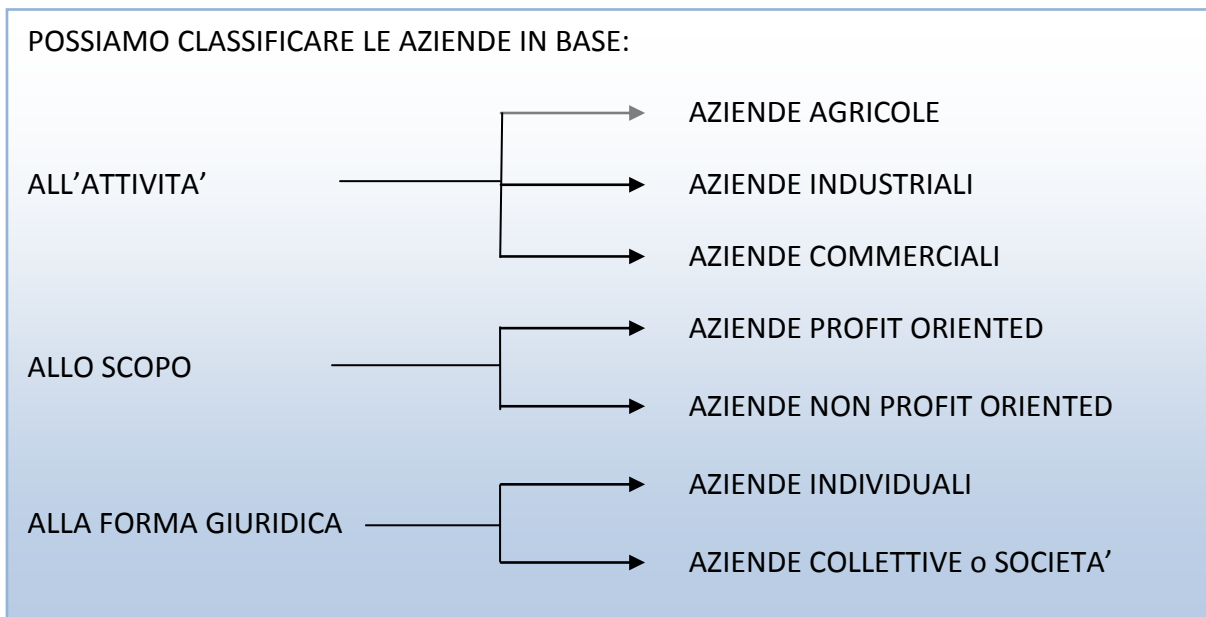 POSSIAMO CLASSIFICARE LE AZIENDE IN BASE:
AZIENDE AGRICOLE
ALL’ATTIVITA’
AZIENDE INDUSTRIALI
AZIENDE COMMERCIALI
AZIENDE PROFIT ORIENTED
ALLO SCOPO
AZIENDE NON PROFIT ORIENTED
AZIENDE INDIVIDUALI
ALLA FORMA GIURIDICA
AZIENDE COLLETTIVE o SOCIETA’